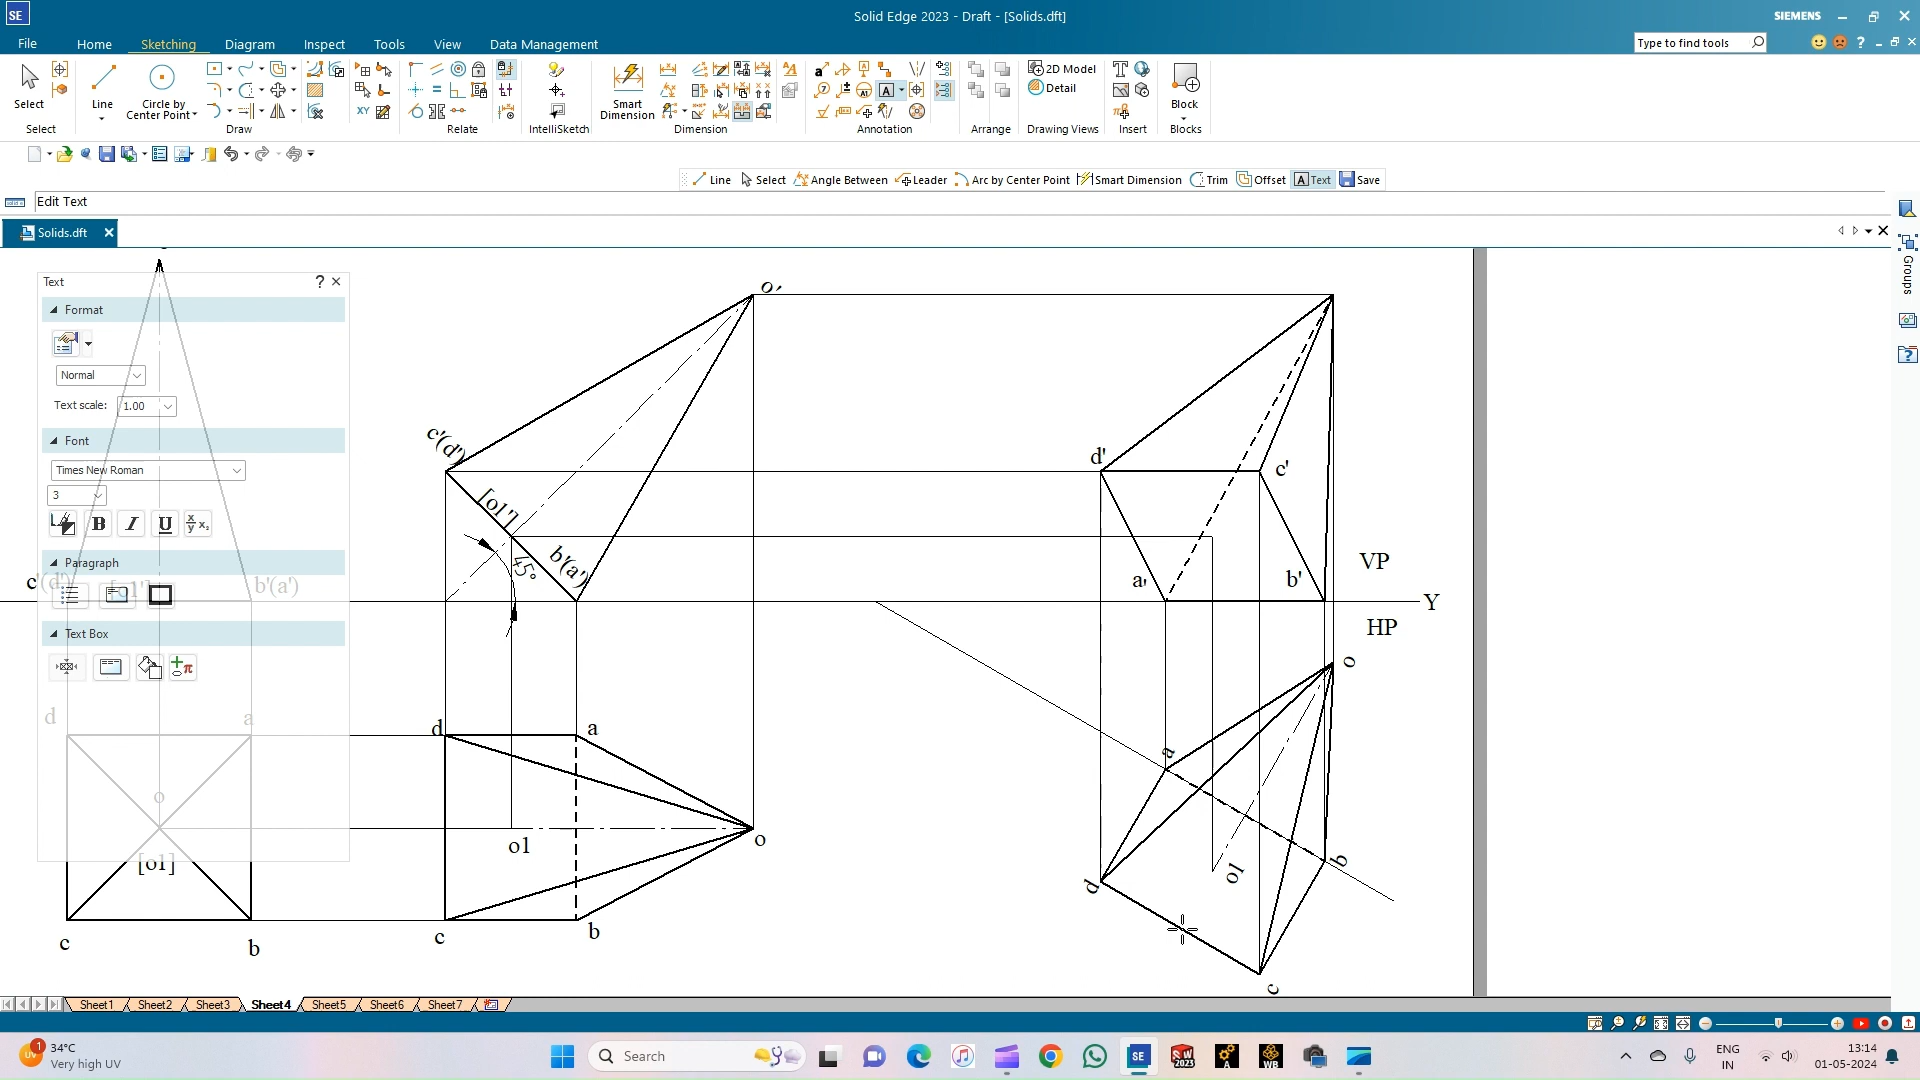 SE
Solid Edge 2023 - Draft - [Solids.dft]
SIEMENS
File
Home
Sketching
Diagram
Inspect
Tools
View
Data Management
Type to find tools
Select
Line
Circle by Center Point
Smart Dimension
2D Model
Detail
Block
Select
Draw
Relate
IntelliSketch
Dimension
Annotation
Arrange
Drawing Views
Insert
Blocks
Line
Select
Angle Between
Leader
Arc by Center Point
Smart Dimension
Trim
Offset
Text
Save
Edit Text
Solids.dft
Groups
Text
Format
Normal
Text scale:
1.00
Font
Times New Roman
3
B I U
Paragraph
Text Box
o'
c'(d')
[o1']
b'(a')
45°
d'
c'
a'
b'
VP
Y
HP
c'(d')
[o1']
b'(a')
d
a
o
[o1]
c
b
d
a
o1
o
c
b
o
a
b
o1
d
c
Sheet1
Sheet2
Sheet3
Sheet4
Sheet5
Sheet6
Sheet7
1
34°C
Very high UV
Search
SE
ENG
IN
13:14
01-05-2024